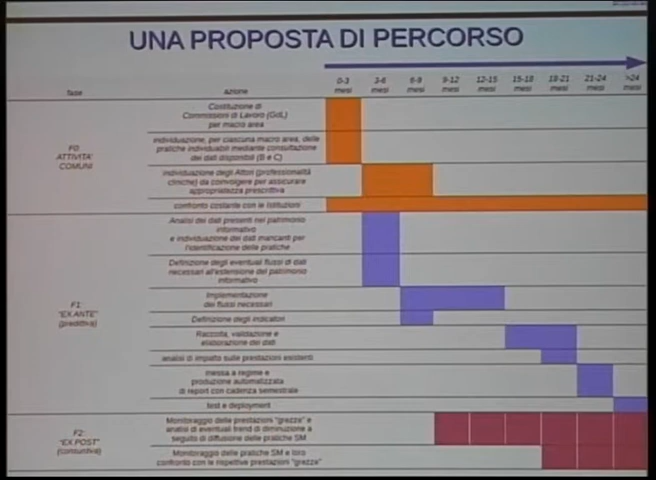 UNA PROPOSTA DI PERCORSO
fase
azione
0-3 mesi
3-6 mesi
6-9 mesi
9-12 mesi
12-15 mesi
15-18 mesi
18-21 mesi
21-24 mesi
>24 mesi
F0:
ATTIVITA'
COMUNI
Costituzione di
Commissioni di Lavoro (GdL)
per macro area
individuazione, per ciascuna macro area, delle
pratiche individuabili mediante consultazione
dei dati disponibili (B e C)
individuazione degli Attori (professionalità
cliniche) da coinvolgere per assicurare
appropriatezza prescrittiva
confronto costante con le Istituzioni
F1:
"EX ANTE"
(predittiva)
Analisi dei dati presenti nel patrimonio
informativo
e individuazione dei dati mancanti per
l'identificazione delle pratiche
Definizione degli eventuali flussi di dati
necessari all'estensione del patrimonio
informativo
Implementazione
dei flussi necessari
Definizione degli indicatori
Raccolta, validazione e
elaborazione dei dati
analisi di impatto sulle prestazioni esistenti
messa a regime e
produzione automatizzata
di report con cadenza semestrale
test e deployment
F2:
"EX POST"
(consuntiva)
Monitoraggio delle prestazioni "grezze" e
analisi di eventuali trend di diminuzione a
seguito di diffusione delle pratiche SM
Monitoraggio delle pratiche SM e loro
confronto con le rispettive prestazioni "grezze"